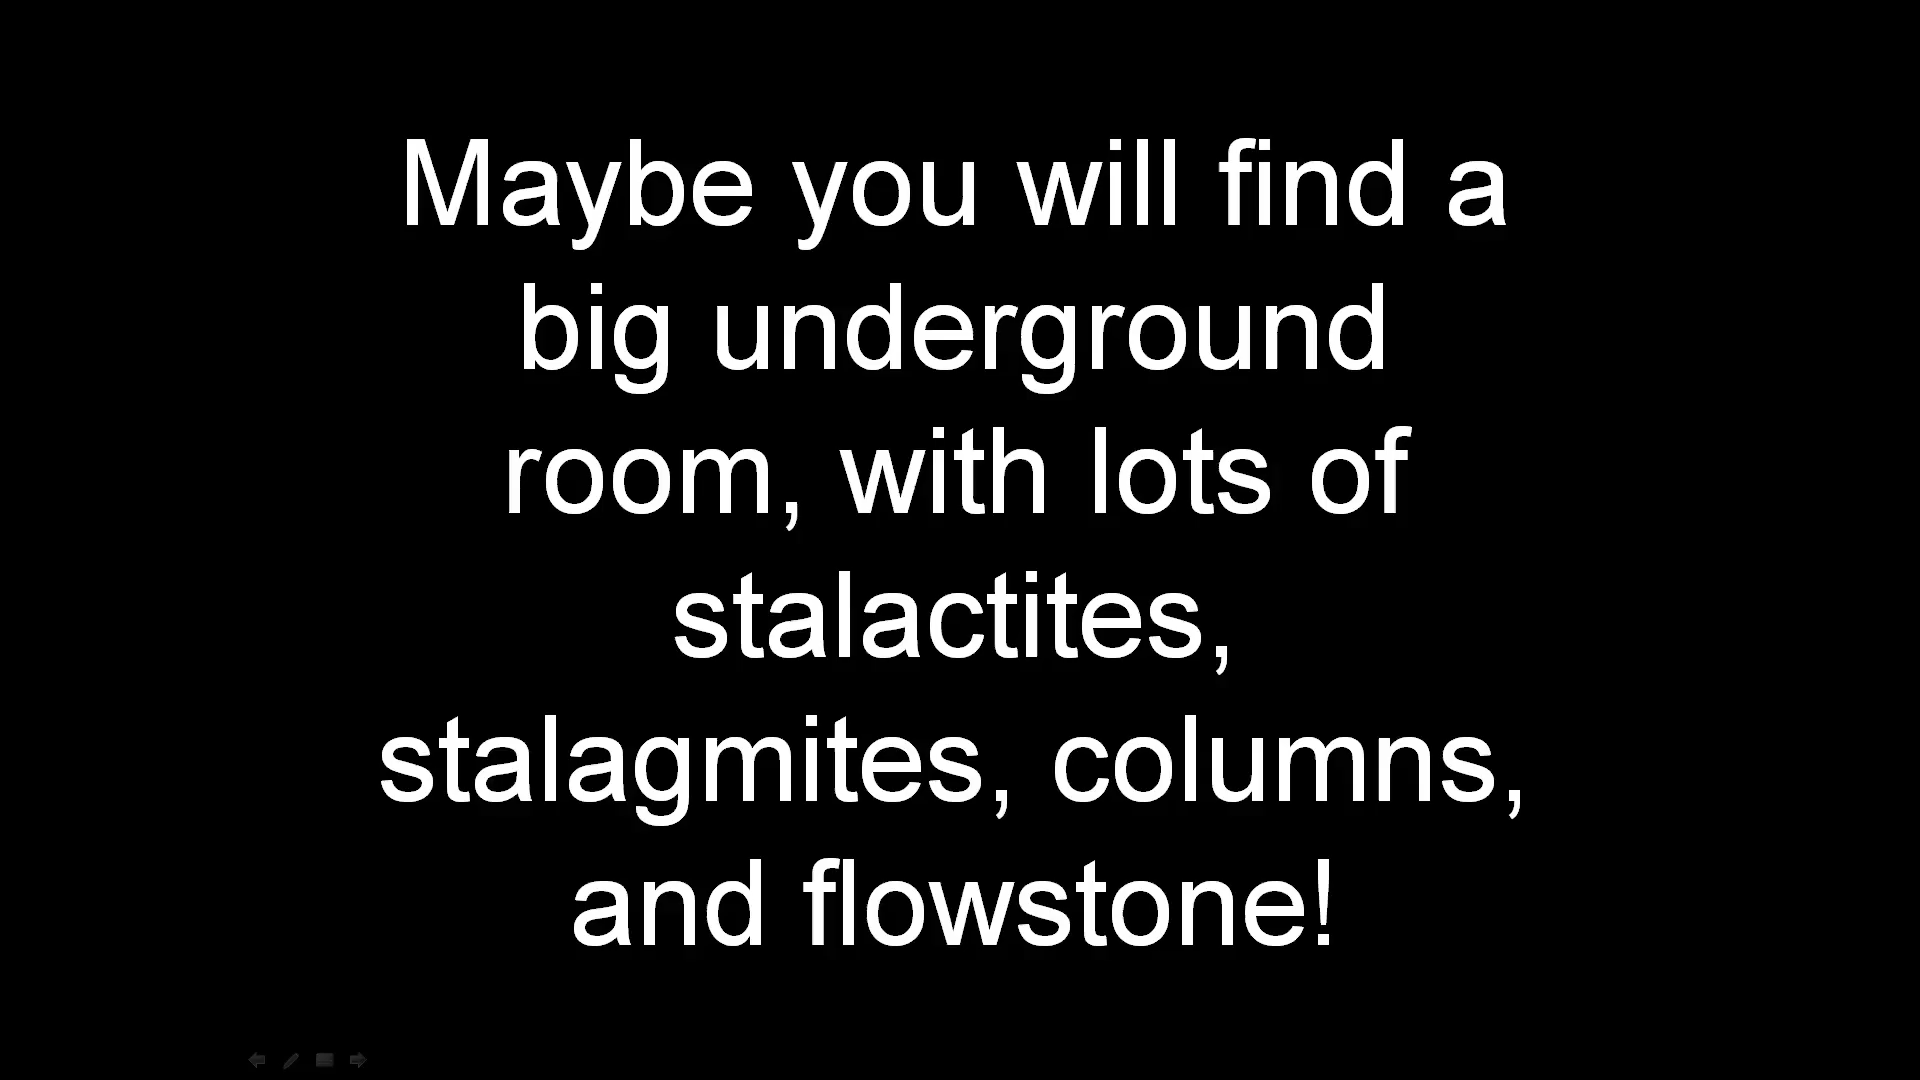 Maybe you will find a
big underground
room, with lots of
stalactites,
stalagmites, columns,
and flowstone!